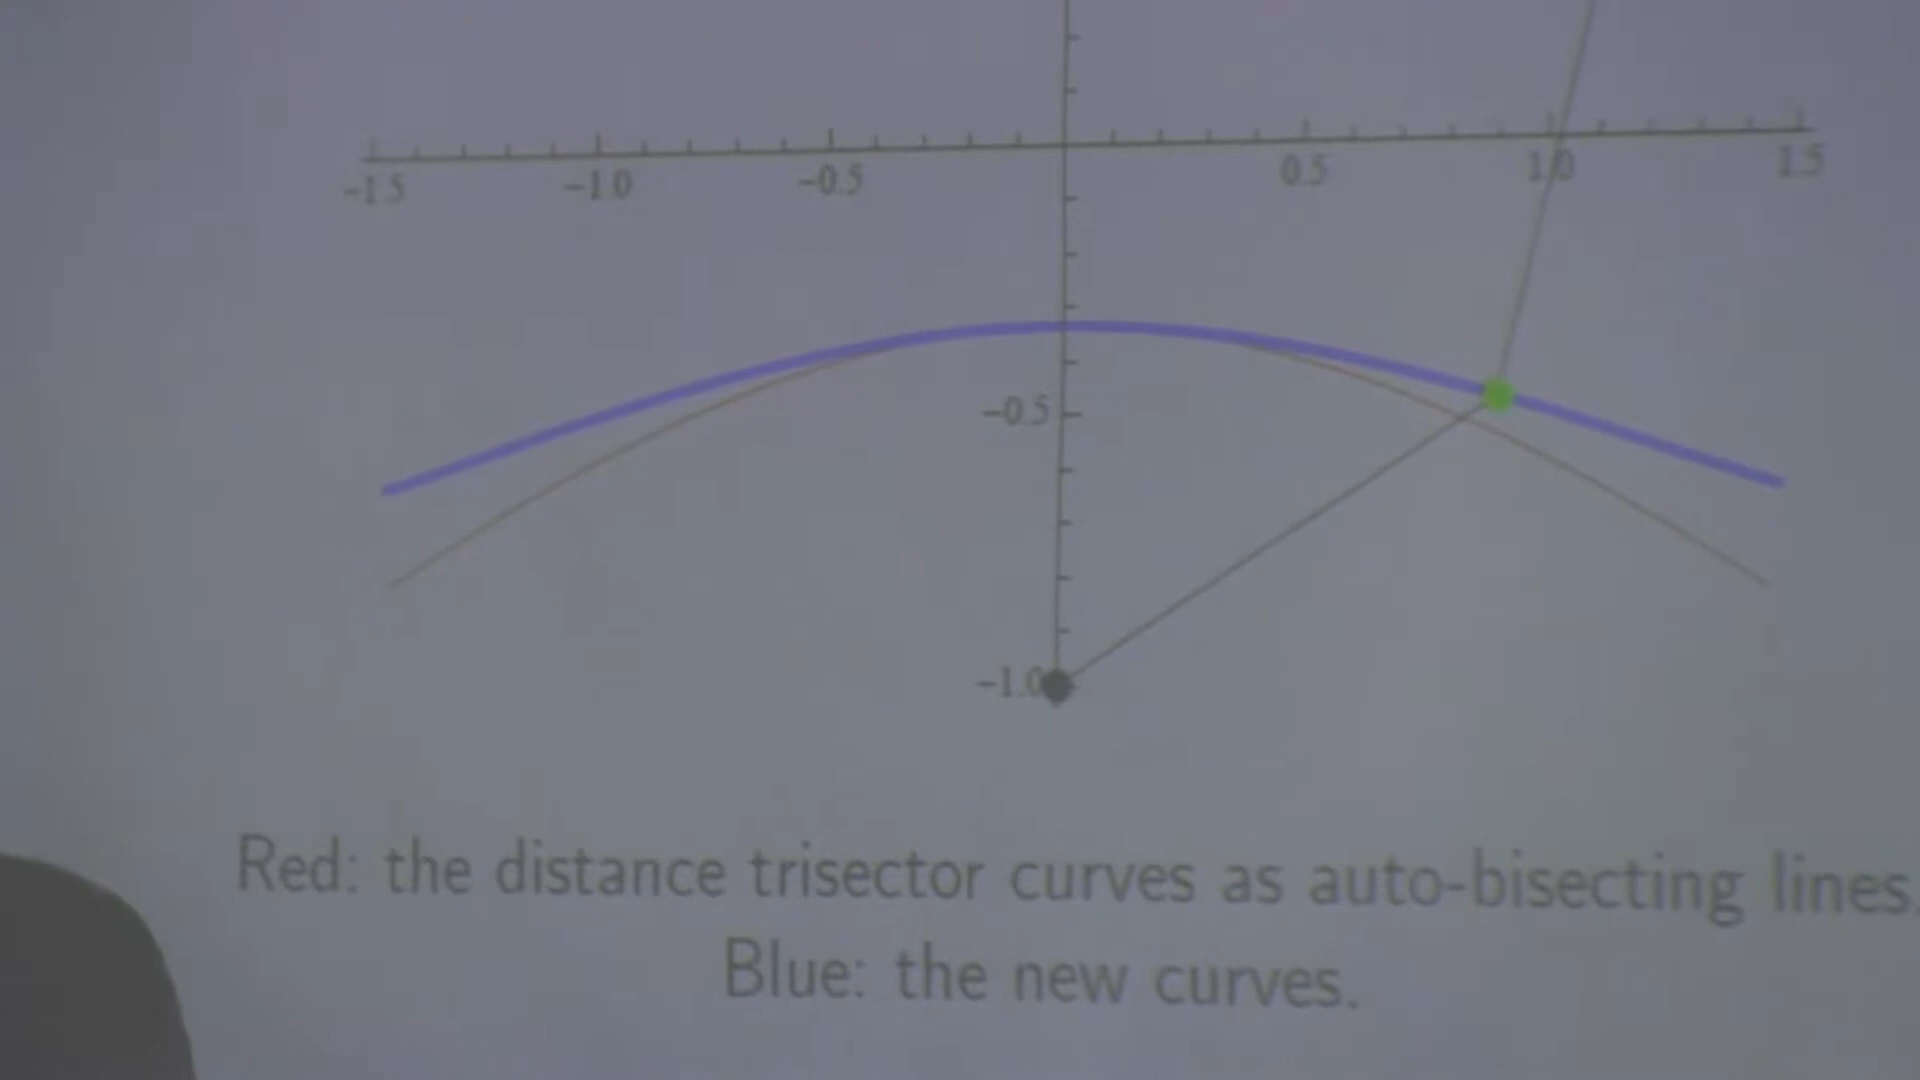 -1.5 -1.0 -0.5 0.5 1.0 1.5
-0.5
-1.0
Red: the distance trisector curves as auto-bisecting lines.
Blue: the new curves.